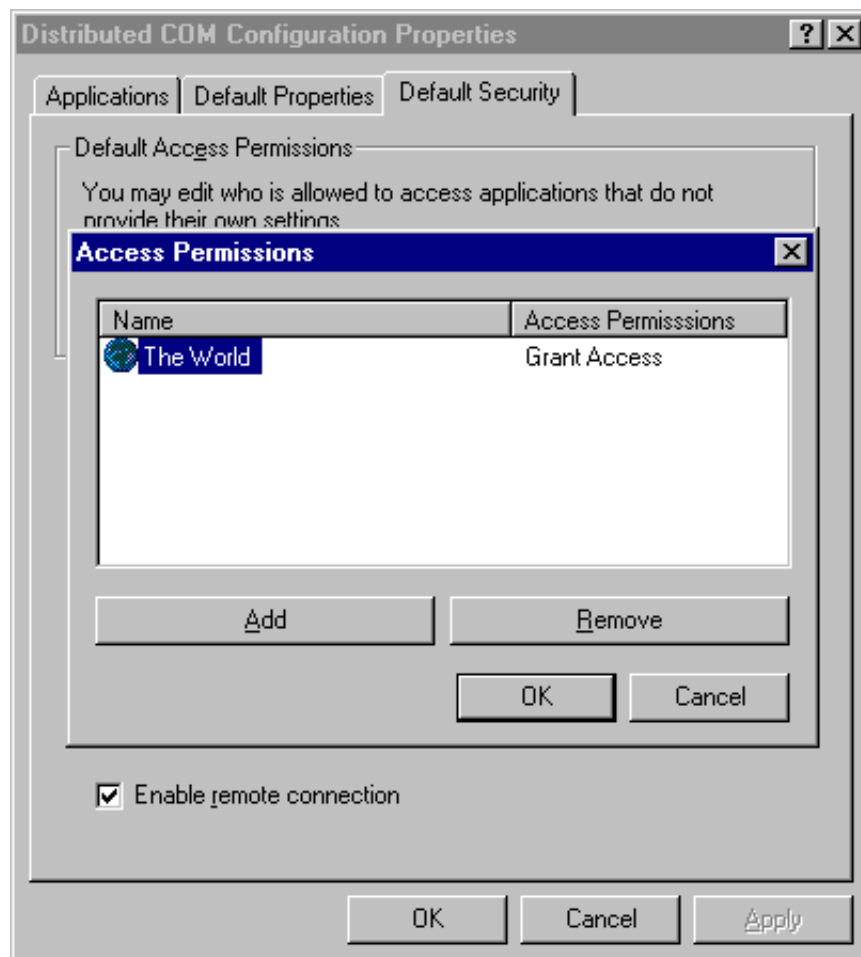 Distributed COM Configuration Properties
Applications
Default Properties
Default Security
Default Access Permissions
You may edit who is allowed to access applications that do not
provide their own settings
Access Permissions
Name
Access Permisssions
The World
Grant Access
Add
Remove
OK
Cancel
Enable remote connection
OK
Cancel
Apply